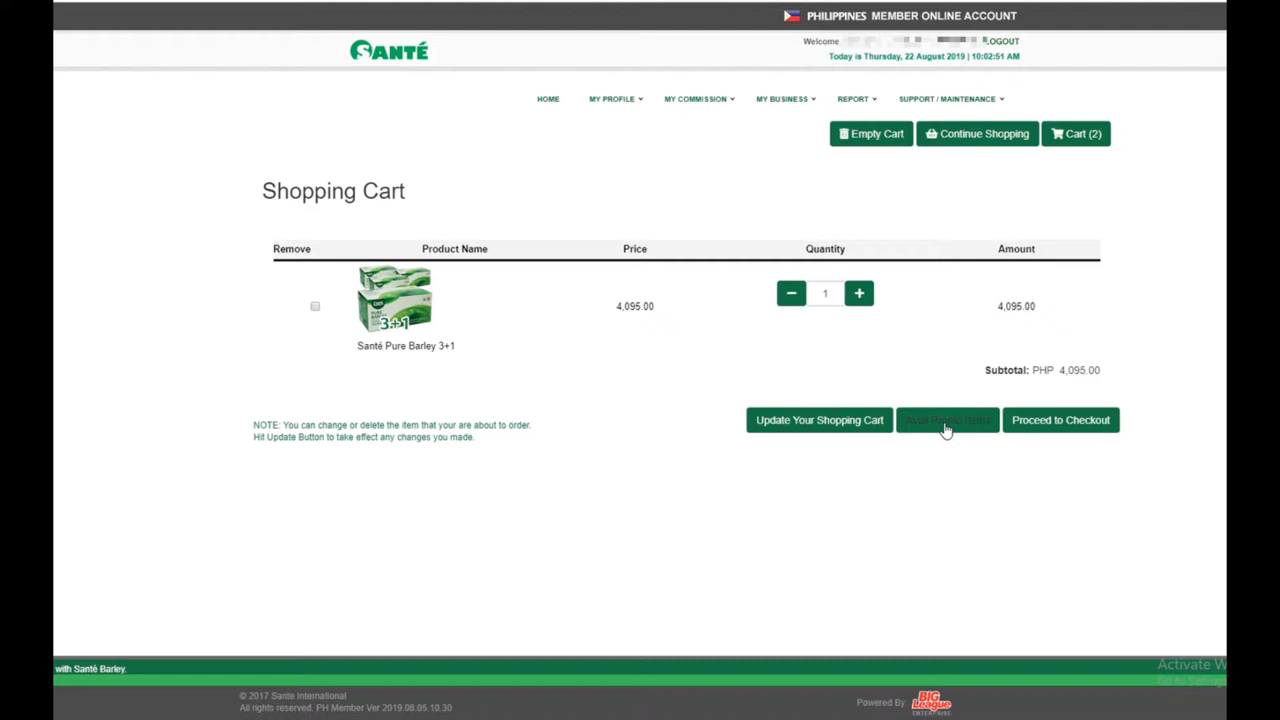 PHILIPPINES MEMBER ONLINE ACCOUNT
SANTÉ
Welcome LOGOUT
Today is Thursday, 22 August 2019 | 10:02:51 AM
HOME MY PROFILE MY COMMISSION MY BUSINESS REPORT SUPPORT / MAINTENANCE
Empty Cart Continue Shopping Cart (2)
Shopping Cart
Remove Product Name Price Quantity Amount
3+1
4,095.00 1 4,095.00
Santé Pure Barley 3+1
Subtotal: PHP 4,095.00
Update Your Shopping Cart Proceed to Checkout
NOTE: You can change or delete the item that your are about to order.
Hit Update Button to take effect any changes you made.
with Santé Barley.
Activate W
Go to Settings
© 2017 Sante International
All rights reserved. PH Member Ver 2019.08.05.10.30
Powered By: BIG League ENTERPRISE